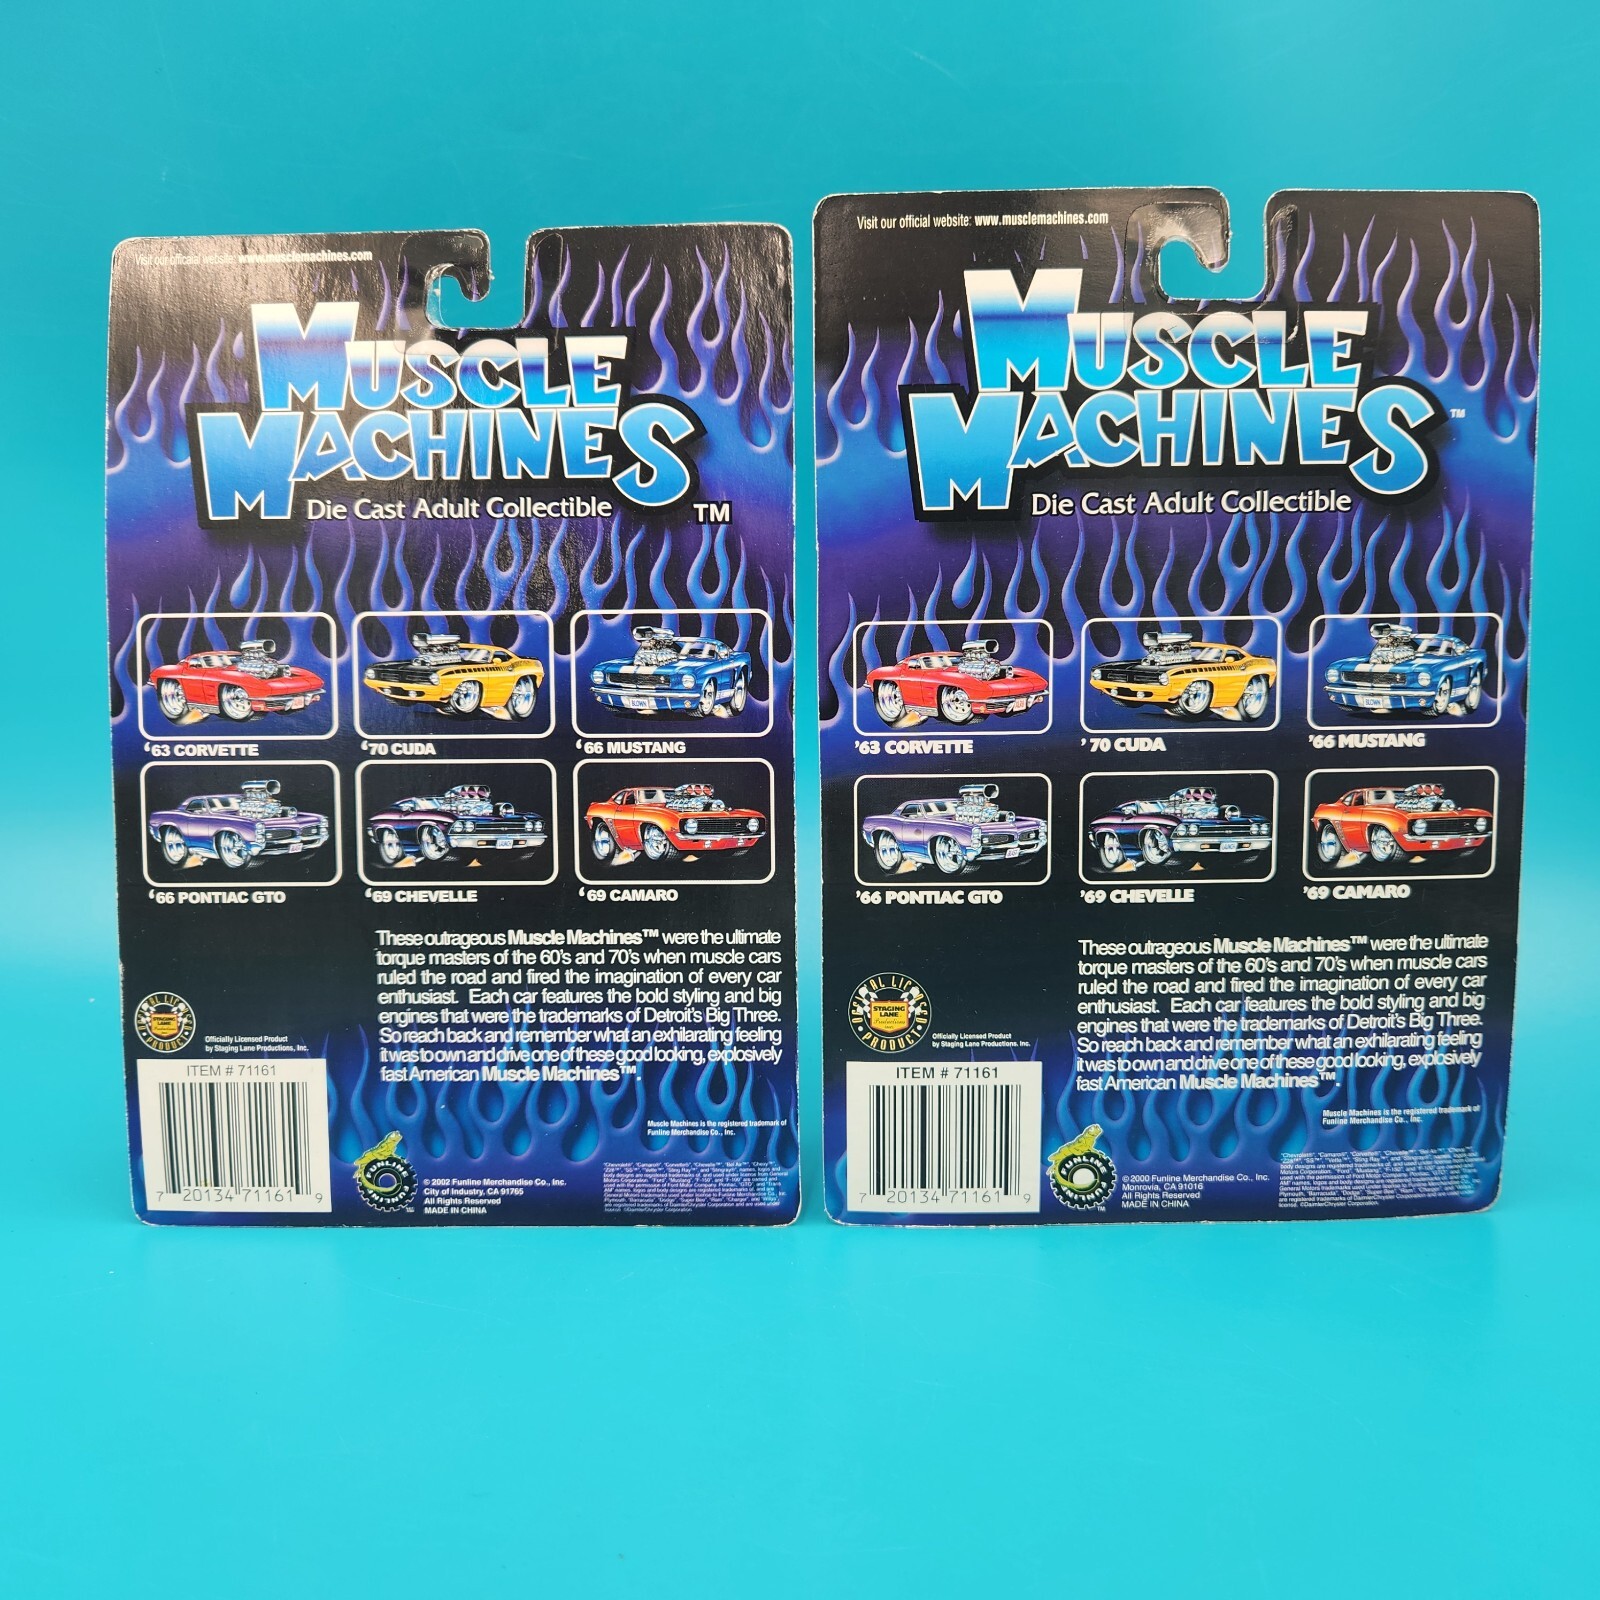 Visit our officaial website: www.musclemachines.com
MUSCLE
MACHINES
Die Cast Adult Collectible
TM
BLOWN
'63 CORVETTE
'70 CUDA
'66 MUSTANG
'66 PONTIAC GTO
'69 CHEVELLE
'69 CAMARO
These outrageous Muscle Machines™ were the ultimate
torque masters of the 60's and 70's when muscle cars
ruled the road and fired the imagination of every car
enthusiast. Each car features the bold styling and big
engines that were the trademarks of Detroit's Big Three.
So reach back and remember what an exhilarating feeling
it was to own and drive one of these good looking, explosively
fast American Muscle Machines™.
Officially Licensed Product
by Staging Lane Productions, Inc.
ITEM # 71161
7 20134 71161 9
Muscle Machines is the registered trademark of
Funline Merchandise Co., Inc.
FUNLINE
© 2002 Funline Merchandise Co., Inc.
City of Industry, CA 91765
All Rights Reserved
MADE IN CHINA
Visit our official website: www.musclemachines.com
MUSCLE
MACHINES™
Die Cast Adult Collectible
BLOWN
'63 CORVETTE
'70 CUDA
'66 MUSTANG
'66 PONTIAC GTO
'69 CHEVELLE
'69 CAMARO
These outrageous Muscle Machines™ were the ultimate
torque masters of the 60's and 70's when muscle cars
ruled the road and fired the imagination of every car
enthusiast. Each car features the bold styling and big
engines that were the trademarks of Detroit's Big Three.
So reach back and remember what an exhilarating feeling
it was to own and drive one of these good looking, explosively
fast American Muscle Machines™.
OFFICIAL LICENSED
STAGING
LANE
Productions
PRODUCT
Officially Licensed Product
by Staging Lane Productions, Inc.
ITEM # 71161
7 20134 71161 9
Muscle Machines is the registered trademark of
Funline Merchandise Co., Inc.
FUNLINE
TM
©2000 Funline Merchandise Co., Inc.
Monrovia, CA 91016
All Rights Reserved
MADE IN CHINA